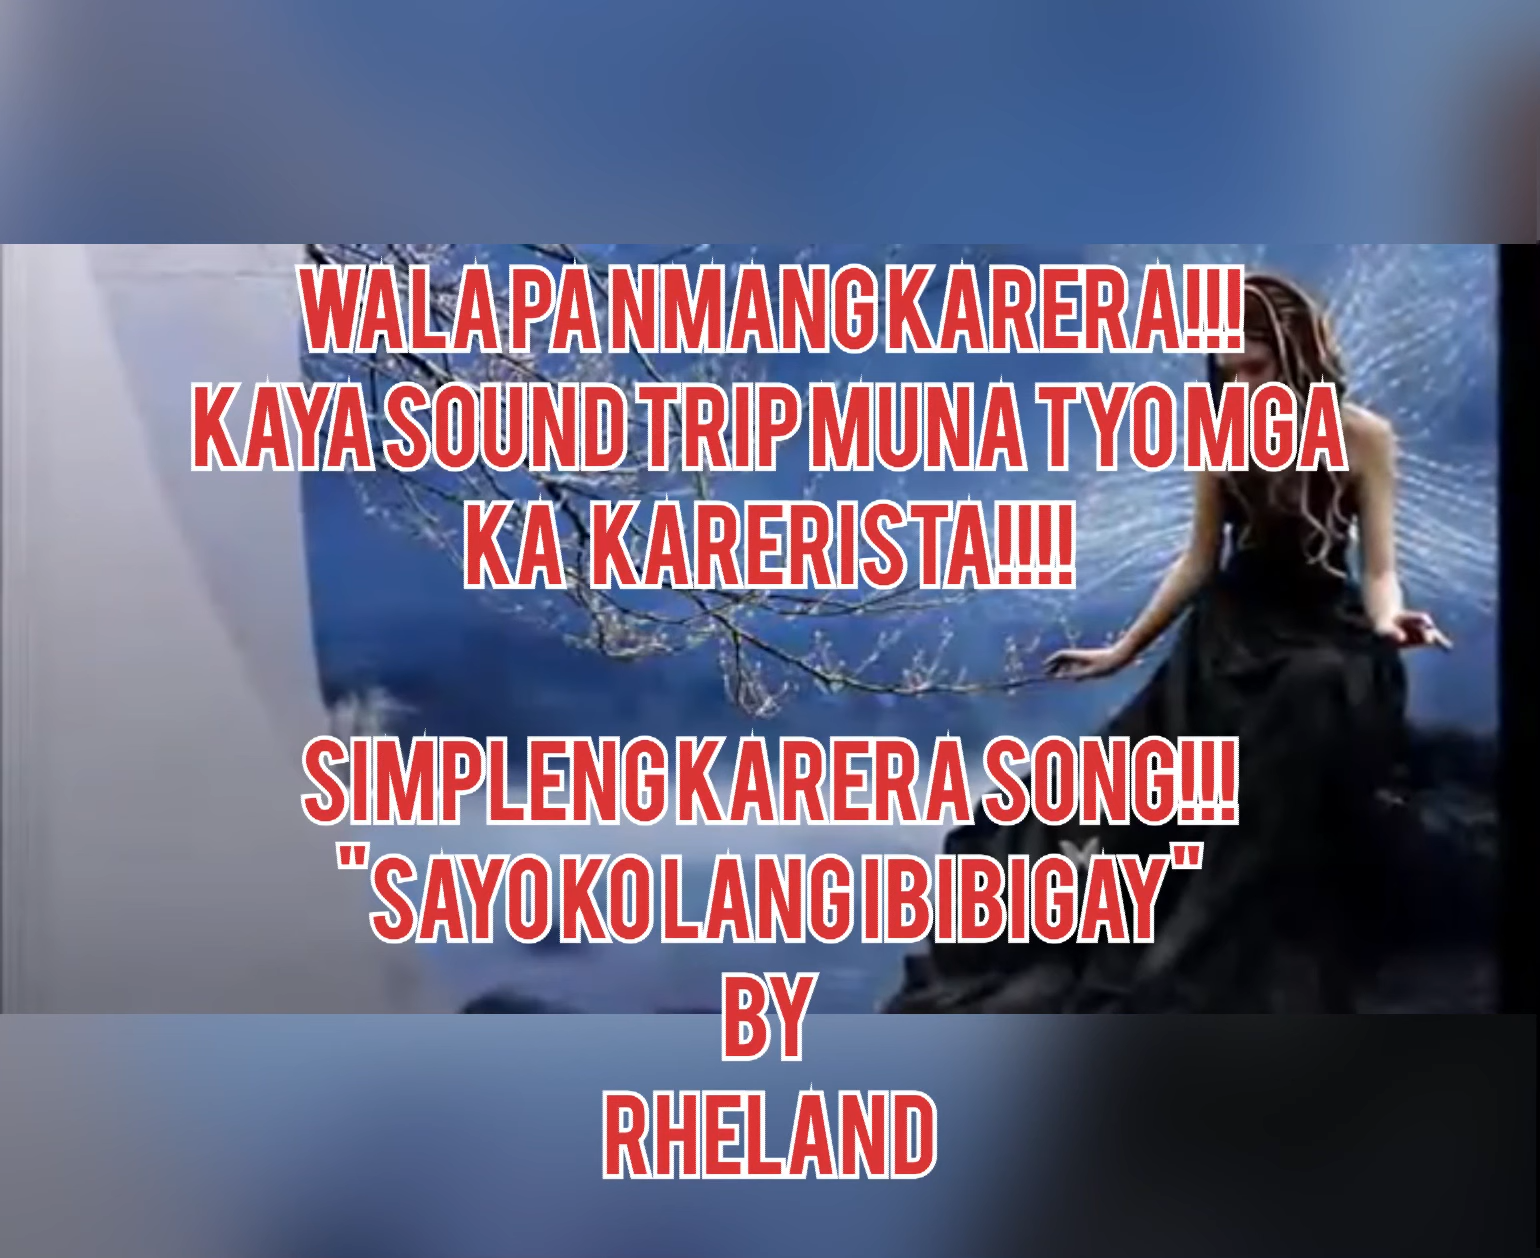 WALA PA NMANG KARERA!!!
KAYA SOUND TRIP MUNA TYO MGA
KA KARERISTA!!!!
SIMPLENG KARERA SONG!!!
"SAYO KO LANG IBIBIGAY"
BY
RHELAND